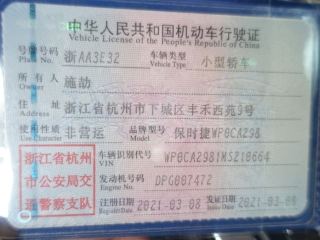 中华人民共和国机动车行驶证
Vehicle License of the People's Republic of China
号牌号码 浙AA3E32 车辆类型 小型轿车
Plate No. Vehicle Type
所有人 施劼
Owner
住址 浙江省杭州市下城区丰禾西苑9号
Address
使用性质 非营运 品牌型号 保时捷WP0CA298
Use Character Model
浙江省杭州市公安局交通警察支队
车辆识别代号 WP0CA2981MS210664
VIN
发动机号码 DPG007472
Engine No.
注册日期 2021-03-08 发证日期 2021-03-08
Register Date Issue Date